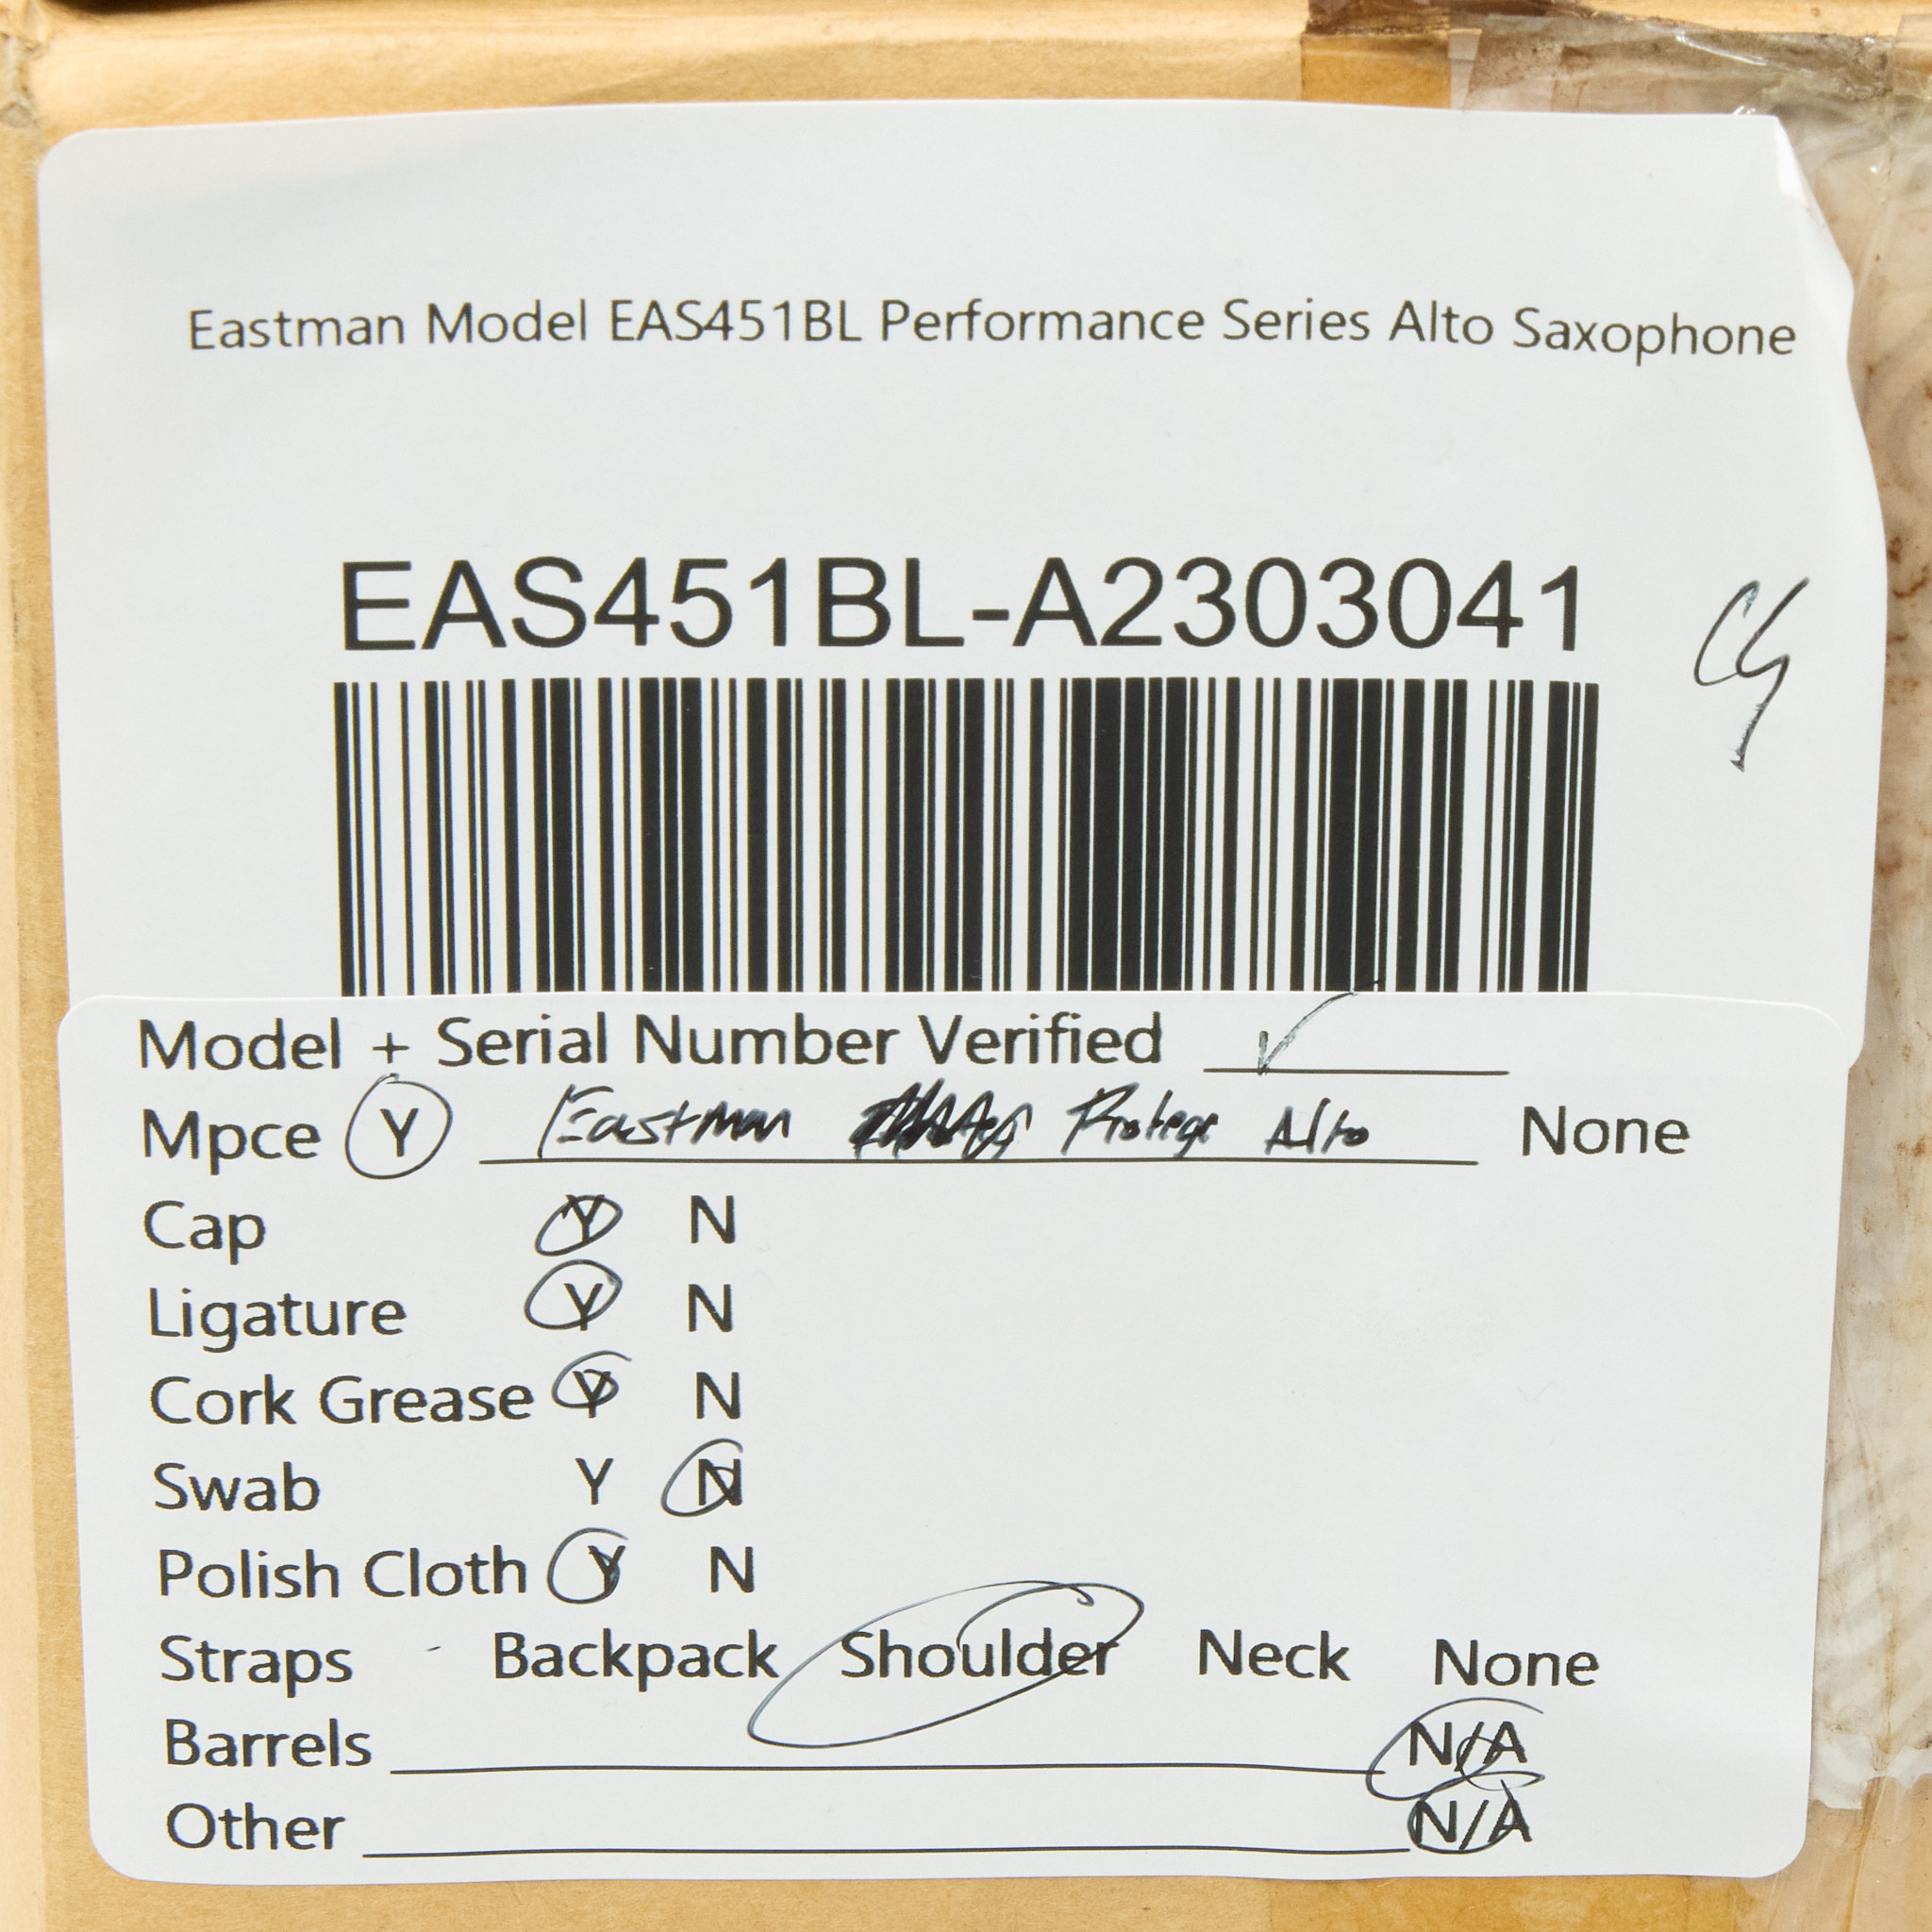 Eastman Model EAS451BL Performance Series Alto Saxophone
EAS451BL-A2303041
Model + Serial Number Verified ✓
Mpce Y Eastman Protege Alto None
Cap Y N
Ligature Y N
Cork Grease Y N
Swab Y N
Polish Cloth Y N
Straps - Backpack Shoulder Neck None
Barrels N/A
Other N/A